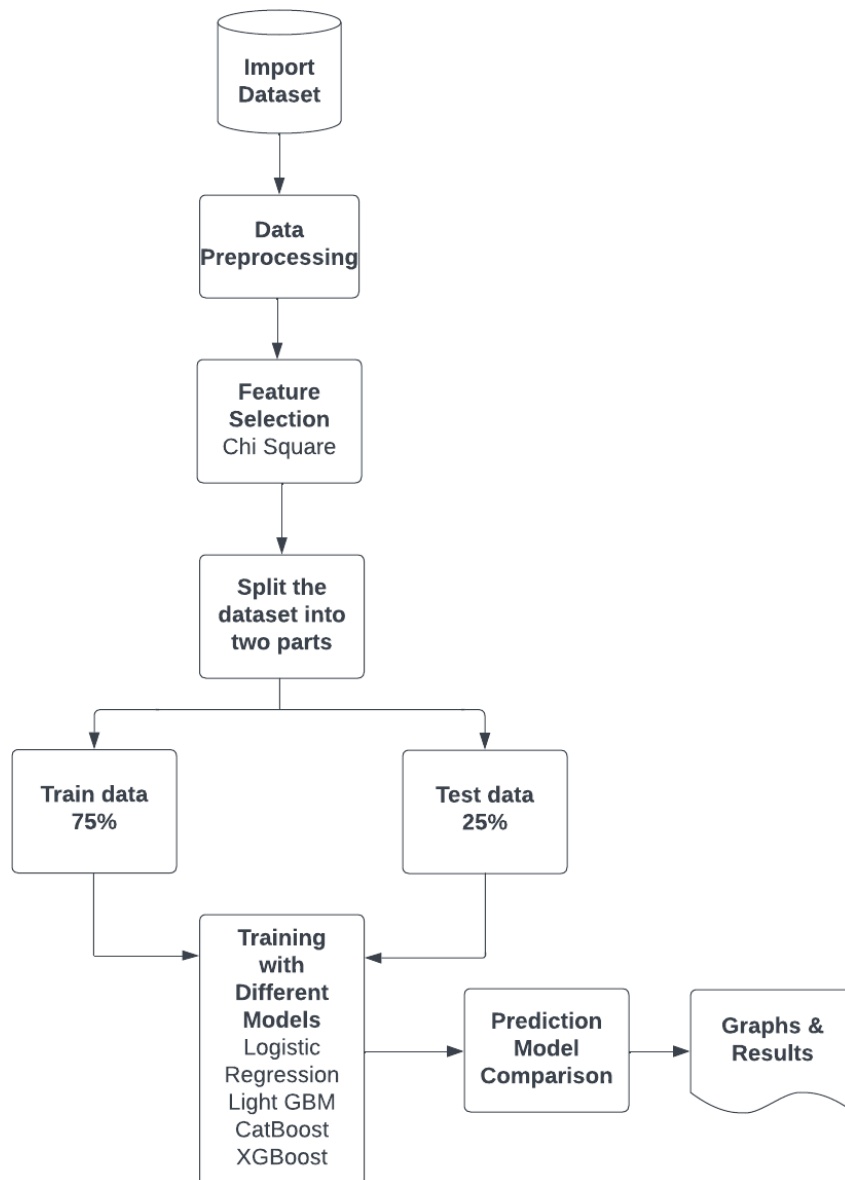 Import
Dataset
Data
Preprocessing
Feature
Selection
Chi Square
Split the
dataset into
two parts
Train data
75%
Test data
25%
Training
with
Different
Models
Logistic
Regression
Light GBM
CatBoost
XGBoost
Prediction
Model
Comparison
Graphs &
Results